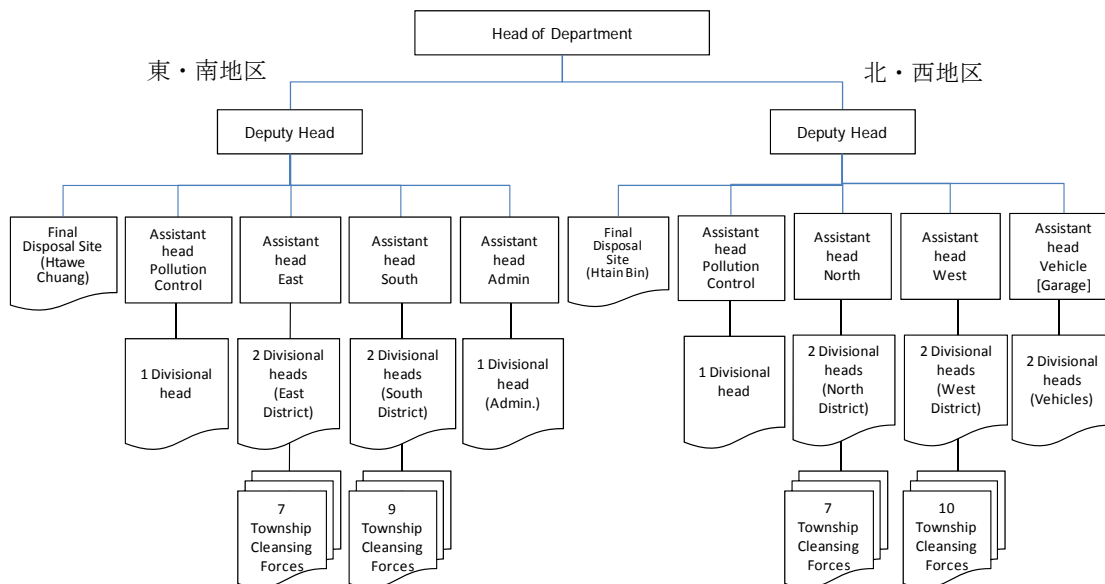 Head of Department
東・南地区
北・西地区
Deputy Head
Deputy Head
Final
Disposal Site
(Htawe
Chuang)
Assistant
head
Pollution
Control
Assistant
head
East
Assistant
head
South
Assistant
head
Admin
Final
Disposal
Site
(Htain Bin)
Assistant
head
Pollution
Control
Assistant
head
North
Assistant
head
West
Assistant
head
Vehicle
[Garage]
1 Divisional
head
2 Divisional
heads
(East
District)
2 Divisional
heads
(South
District)
1 Divisional
head
(Admin.)
1 Divisional
head
2 Divisional
heads
(North
District)
2 Divisional
heads
(West
District)
2 Divisional
heads
(Vehicles)
7
Township
Cleansing
Forces
9
Township
Cleansing
Forces
7
Township
Cleansing
Forces
10
Township
Cleansing
Forces